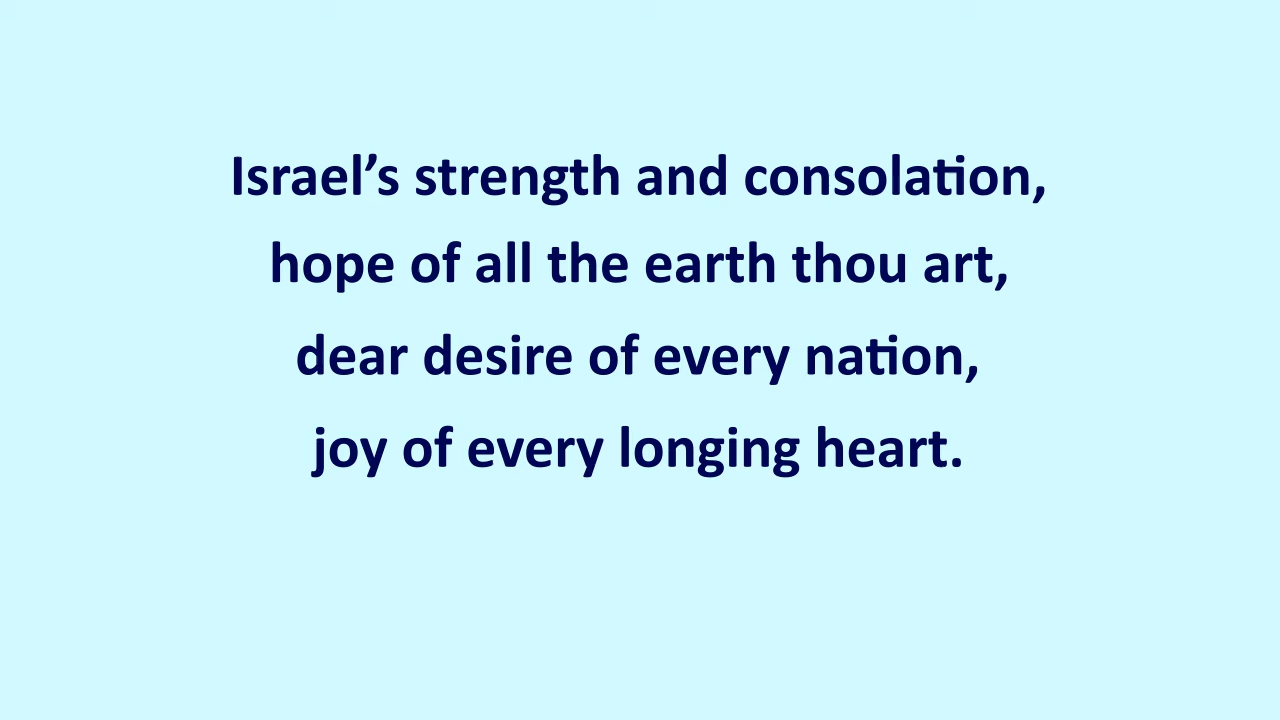 Israel’s strength and consolation,
hope of all the earth thou art,
dear desire of every nation,
joy of every longing heart.